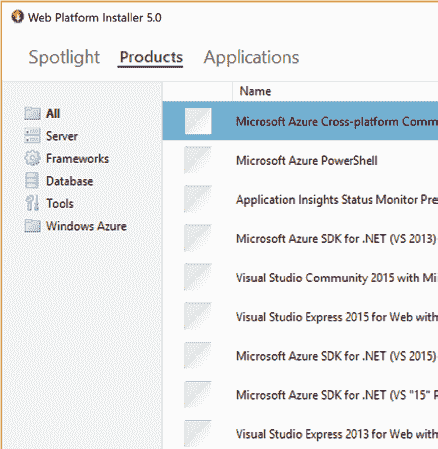 Web Platform Installer 5.0
Spotlight Products Applications
All
Server
Frameworks
Database
Tools
Windows Azure
Name
Microsoft Azure Cross-platform Comm
Microsoft Azure PowerShell
Application Insights Status Monitor Pre
Microsoft Azure SDK for .NET (VS 2013)
Visual Studio Community 2015 with Mi
Visual Studio Express 2015 for Web with
Microsoft Azure SDK for .NET (VS 2015)
Microsoft Azure SDK for .NET (VS "15" P
Visual Studio Express 2013 for Web with